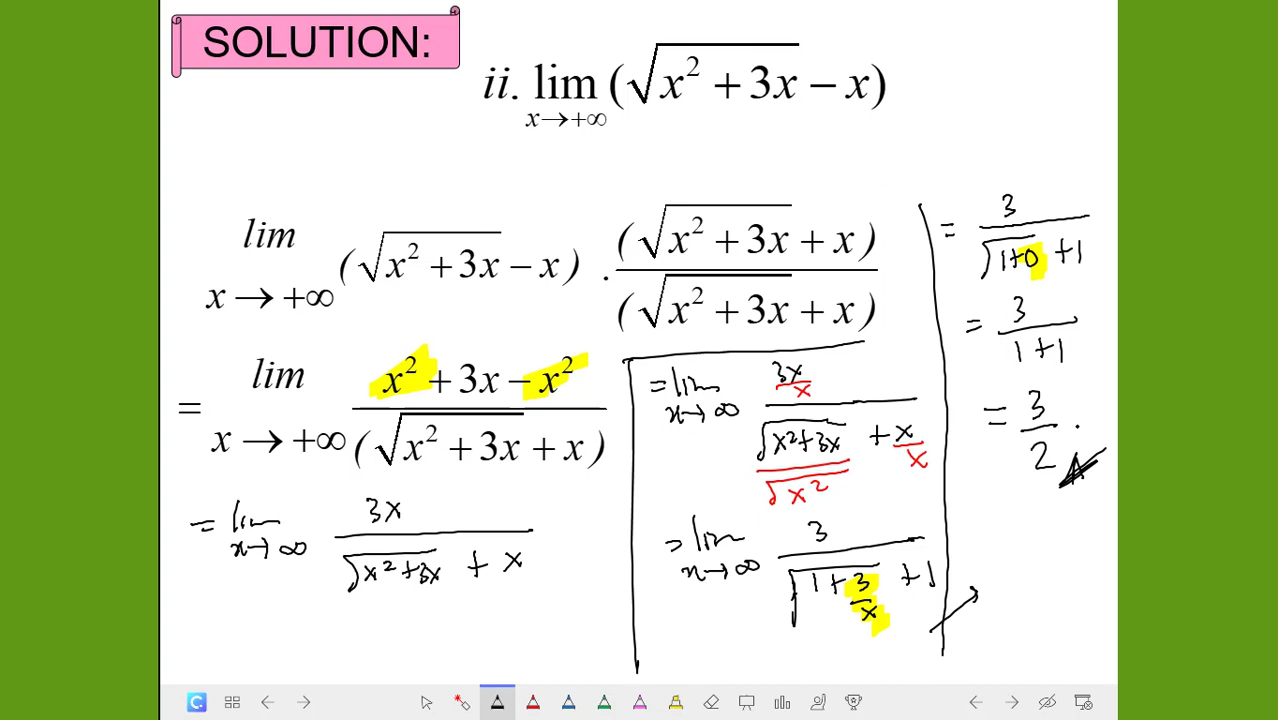 SOLUTION:
ii. lim (√(x² + 3x) − x)
x→+∞
lim (√(x² + 3x) − x) . (√(x² + 3x) + x) / (√(x² + 3x) + x)
x → +∞
= lim (x² + 3x − x²) / (√(x² + 3x) + x)
x → +∞
= lim 3x / (√(x² + 3x) + x)
x→∞
= lim (3x/x) / (√(x²+3x)/√(x²) + x/x)
x→∞
= lim 3 / (√(1 + 3/x) + 1)
x→∞
= 3 / (√(1+0) + 1)
= 3 / (1+1)
= 3/2 .